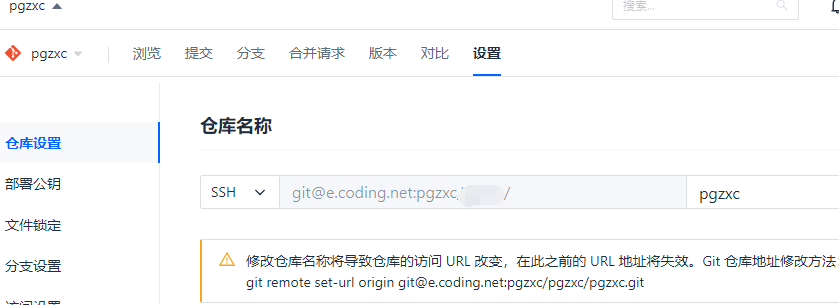 pgzxc
搜索...
pgzxc
浏览 提交 分支 合并请求 版本 对比 设置
仓库名称
仓库设置
部署公钥
文件锁定
分支设置
SSH git@e.coding.net:pgzxc/ / pgzxc
修改仓库名称将导致仓库的访问 URL 改变，在此之前的 URL 地址将失效。Git 仓库地址修改方法
git remote set-url origin git@e.coding.net:pgzxc/pgzxc/pgzxc.git